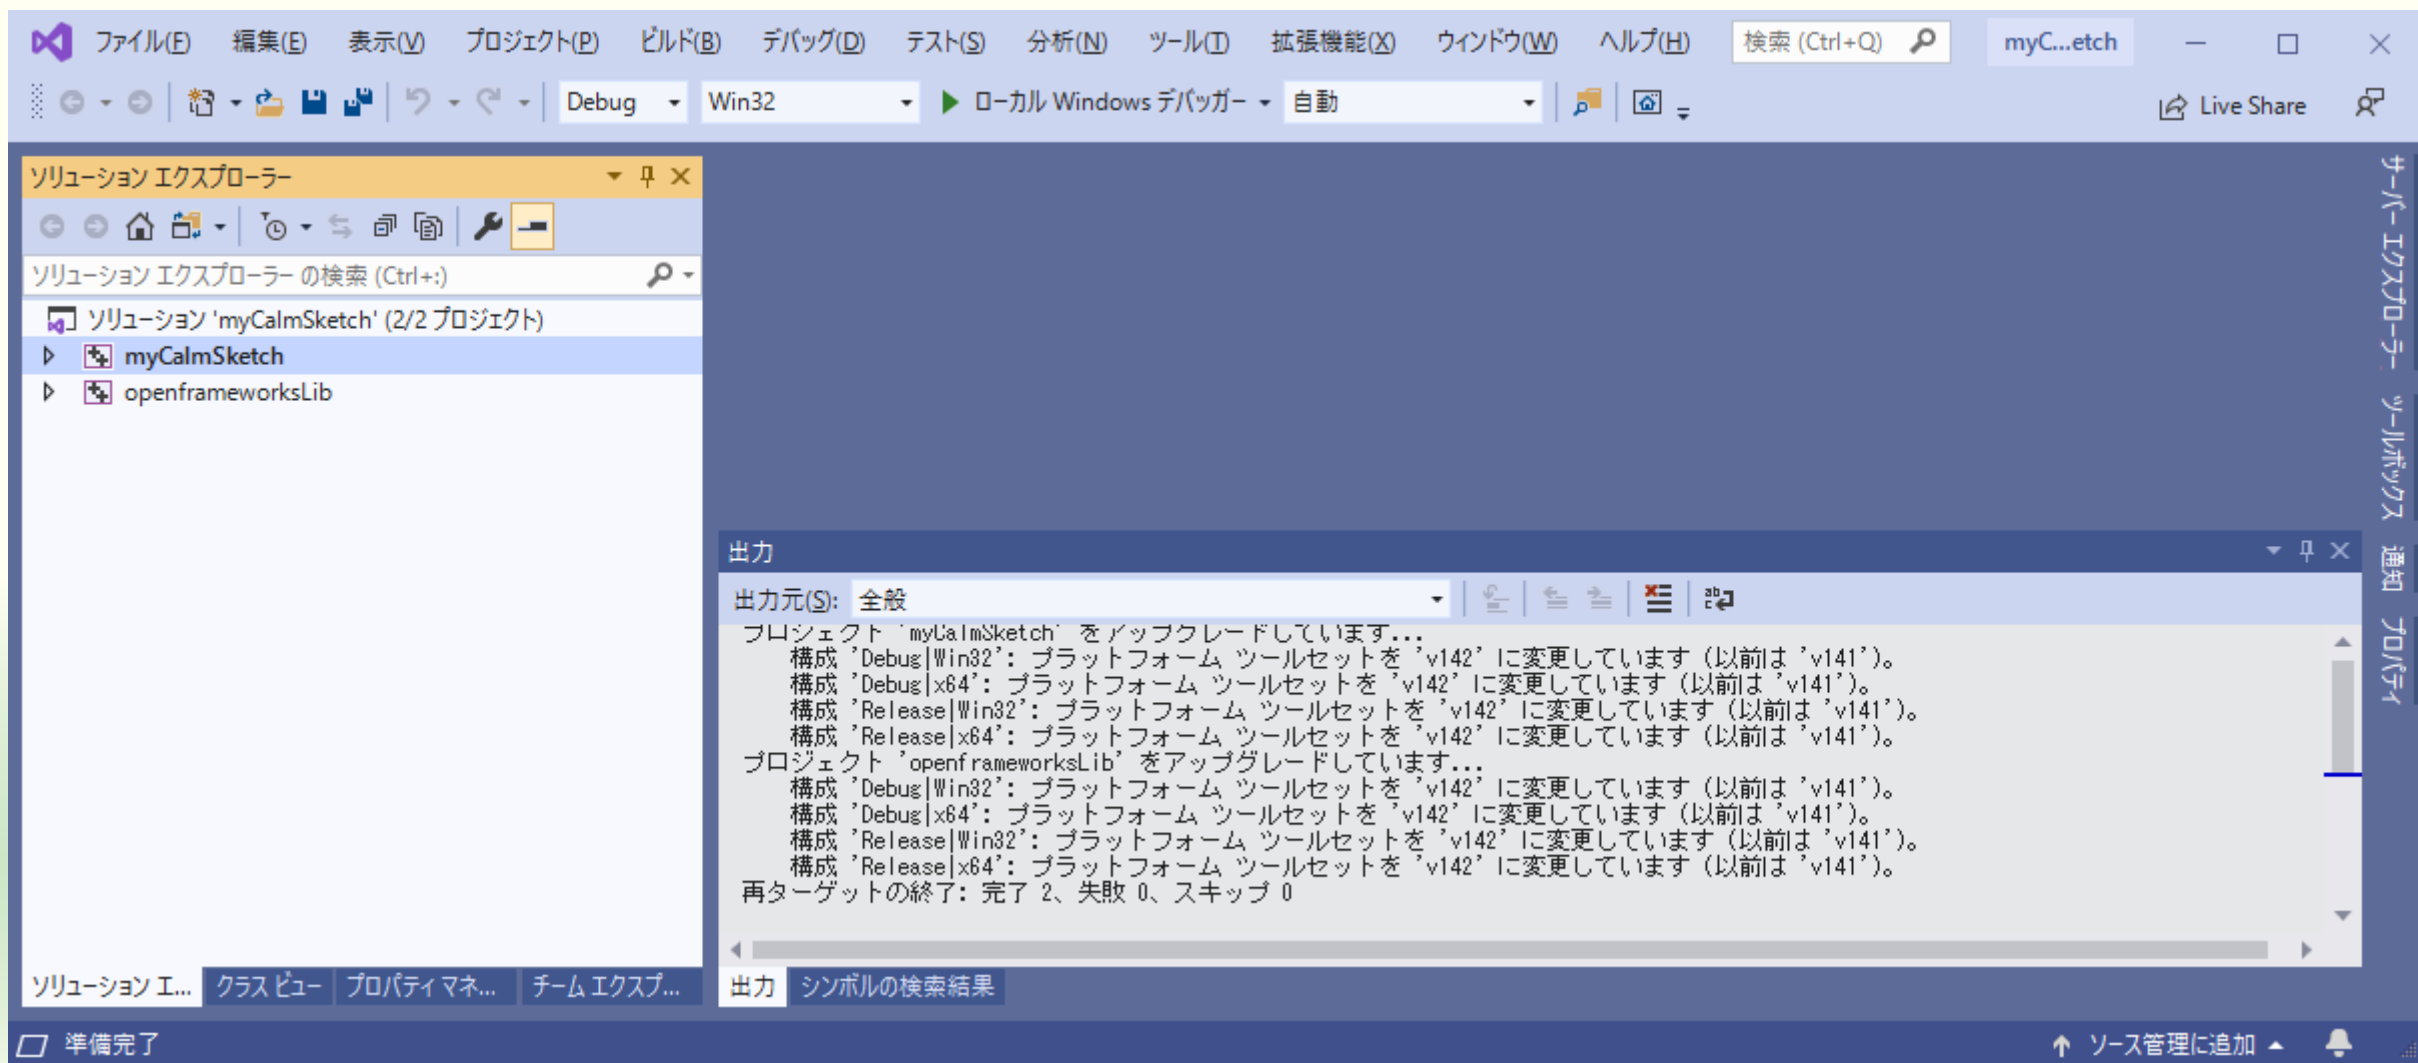 ファイル(F) 編集(E) 表示(V) プロジェクト(P) ビルド(B) デバッグ(D) テスト(S) 分析(N) ツール(T) 拡張機能(X) ウィンドウ(W) ヘルプ(H) 検索 (Ctrl+Q) myC...etch
Debug Win32 ローカル Windows デバッガー 自動 Live Share
ソリューション エクスプローラー
ソリューション エクスプローラー の検索 (Ctrl+:)
ソリューション 'myCalmSketch' (2/2 プロジェクト)
myCalmSketch
openframeworksLib
ソリューション エ... クラス ビュー プロパティ マネ... チーム エクスプ...
出力
出力元(S): 全般
プロジェクト 'myCalmSketch' をアップグレードしています...
構成 'Debug|Win32': プラットフォーム ツールセットを 'v142' に変更しています (以前は 'v141')。
構成 'Debug|x64': プラットフォーム ツールセットを 'v142' に変更しています (以前は 'v141')。
構成 'Release|Win32': プラットフォーム ツールセットを 'v142' に変更しています (以前は 'v141')。
構成 'Release|x64': プラットフォーム ツールセットを 'v142' に変更しています (以前は 'v141')。
プロジェクト 'openframeworksLib' をアップグレードしています...
構成 'Debug|Win32': プラットフォーム ツールセットを 'v142' に変更しています (以前は 'v141')。
構成 'Debug|x64': プラットフォーム ツールセットを 'v142' に変更しています (以前は 'v141')。
構成 'Release|Win32': プラットフォーム ツールセットを 'v142' に変更しています (以前は 'v141')。
構成 'Release|x64': プラットフォーム ツールセットを 'v142' に変更しています (以前は 'v141')。
再ターゲットの終了: 完了 2、失敗 0、スキップ 0
出力 シンボルの検索結果
サーバー エクスプローラー
ツールボックス
通知
プロパティ
準備完了 ソース管理に追加